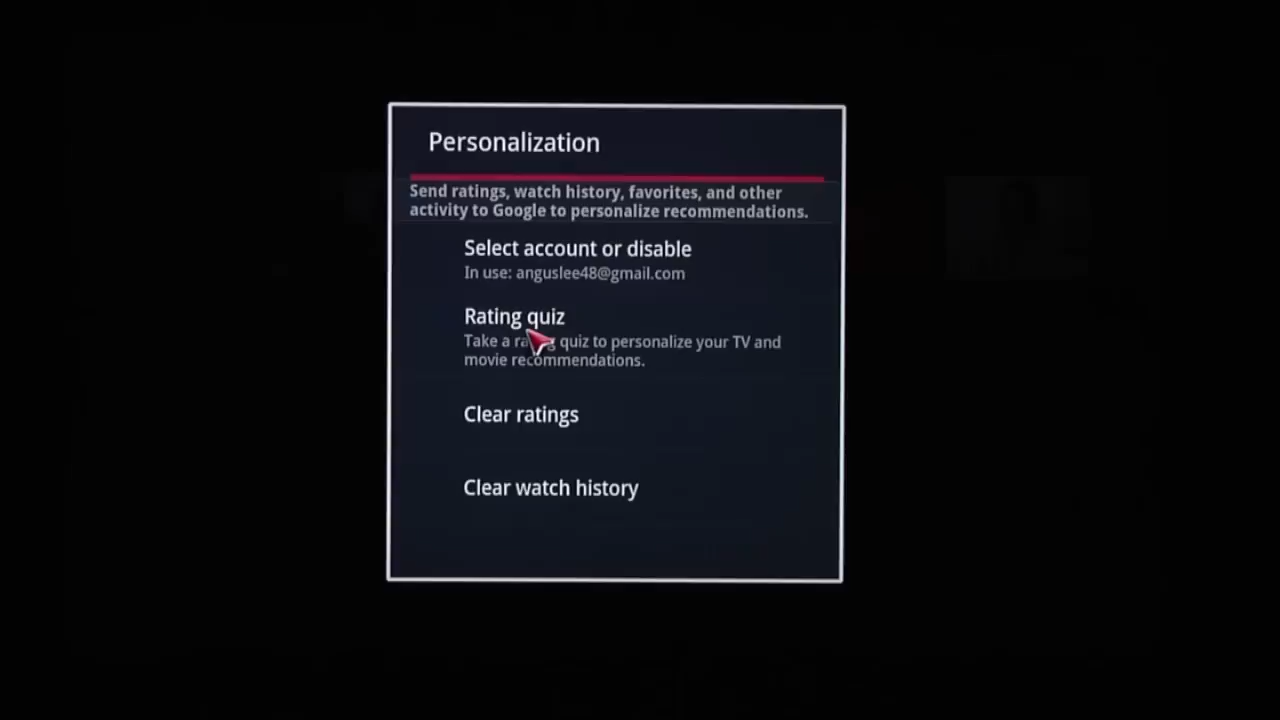 Personalization
Send ratings, watch history, favorites, and other
activity to Google to personalize recommendations.
Select account or disable
In use: anguslee48@gmail.com
Rating quiz
Take a rating quiz to personalize your TV and
movie recommendations.
Clear ratings
Clear watch history